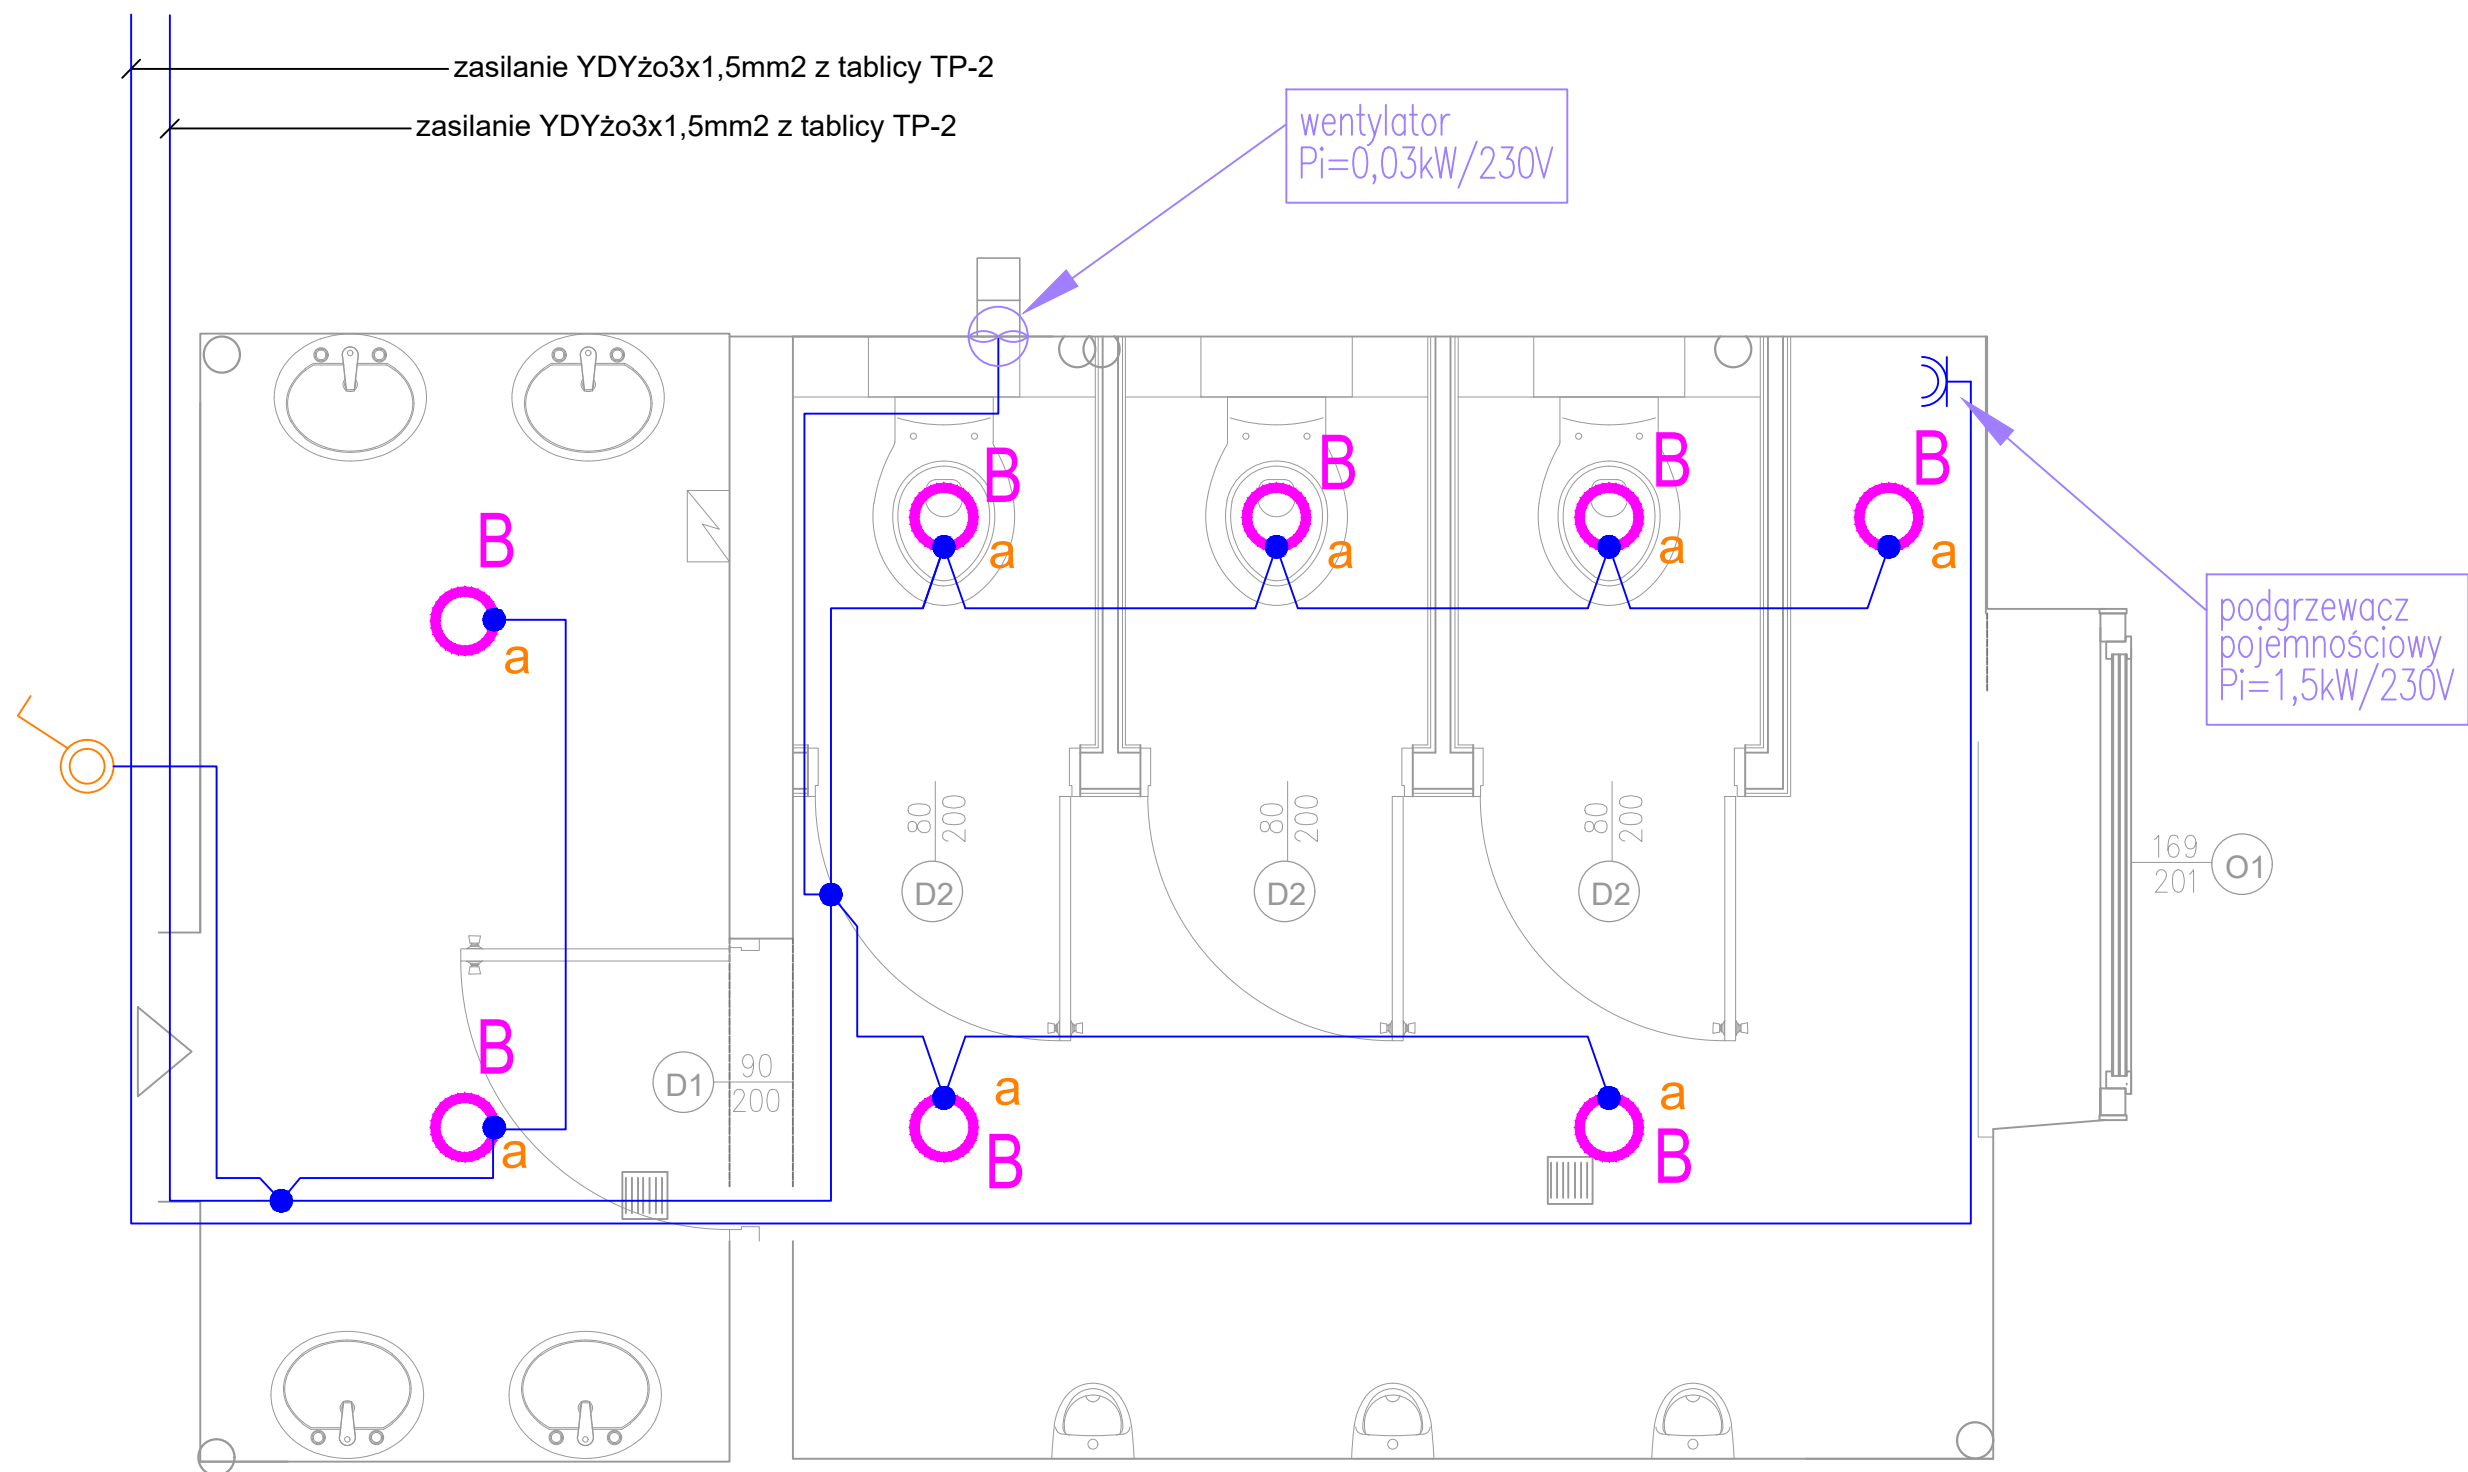 zasilanie YDYżo3x1,5mm2 z tablicy TP-2
zasilanie YDYżo3x1,5mm2 z tablicy TP-2
wentylator
Pi=0,03kW/230V
B
B
B
B
a
a
a
a
B
a
podgrzewacz
pojemnościowy
Pi=1,5kW/230V
80
200
80
200
80
200
D2
D2
D2
169
201
O1
B
a
D1
90
200
a
B
a
B